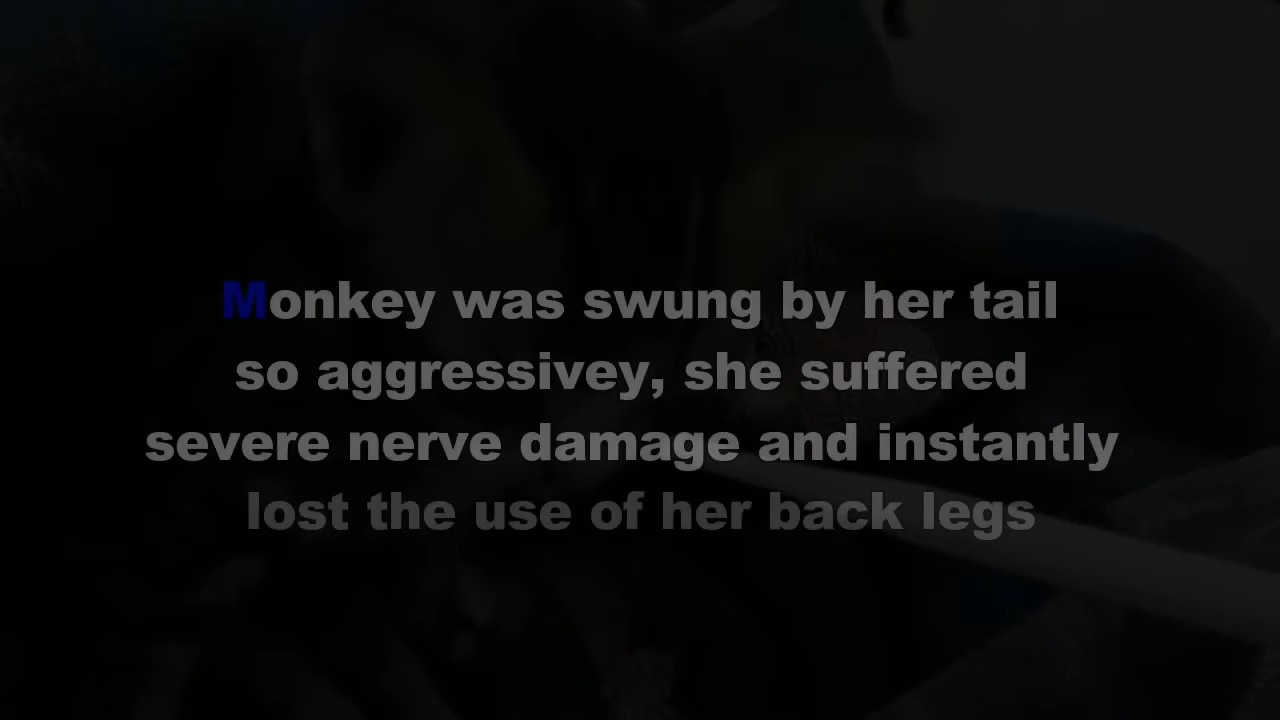 Monkey was swung by her tail
so aggressivey, she suffered
severe nerve damage and instantly
lost the use of her back legs